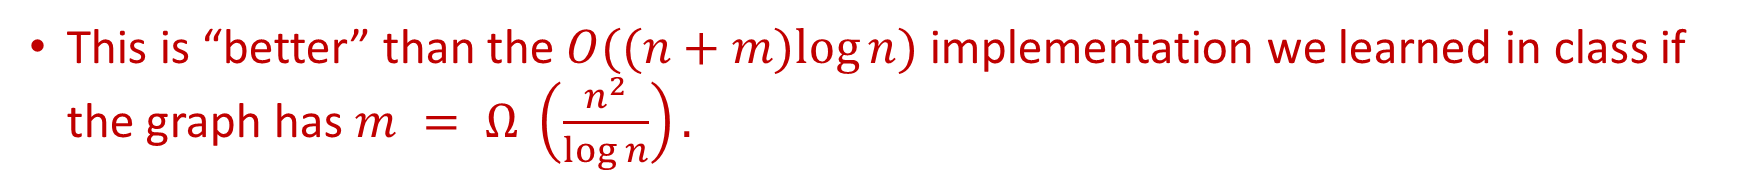 • This is “better” than the 𝑂((𝑛 + 𝑚)log 𝑛) implementation we learned in class if
the graph has 𝑚 = Ω (𝑛²/log 𝑛).